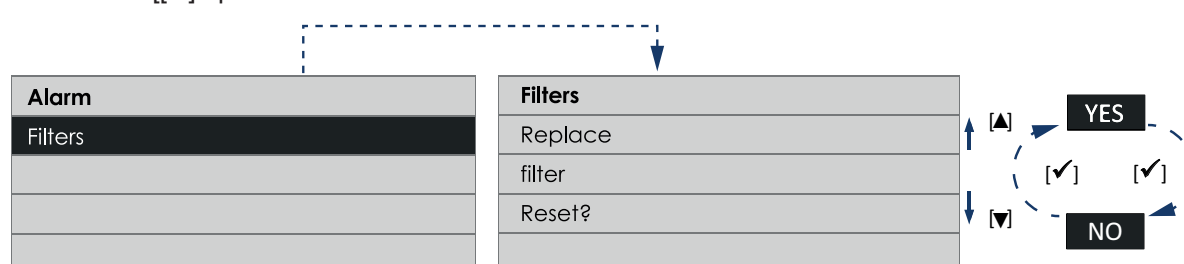 Alarm
Filters
Filters
Replace
filter
Reset?
[▲]
[▼]
YES
[✓] [✓]
NO